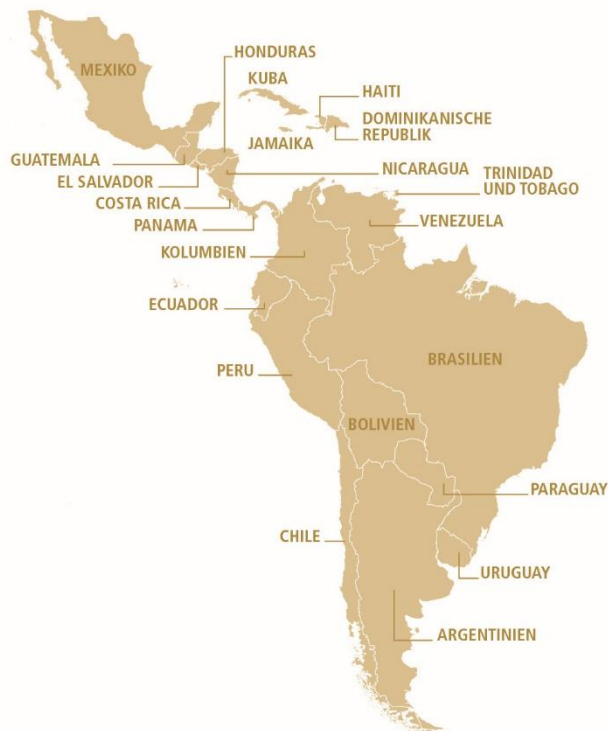 HONDURAS
MEXIKO
KUBA
HAITI
DOMINIKANISCHE
REPUBLIK
JAMAIKA
GUATEMALA
NICARAGUA
TRINIDAD
UND TOBAGO
EL SALVADOR
COSTA RICA
PANAMA
VENEZUELA
KOLUMBIEN
ECUADOR
BRASILIEN
PERU
BOLIVIEN
PARAGUAY
CHILE
URUGUAY
ARGENTINIEN